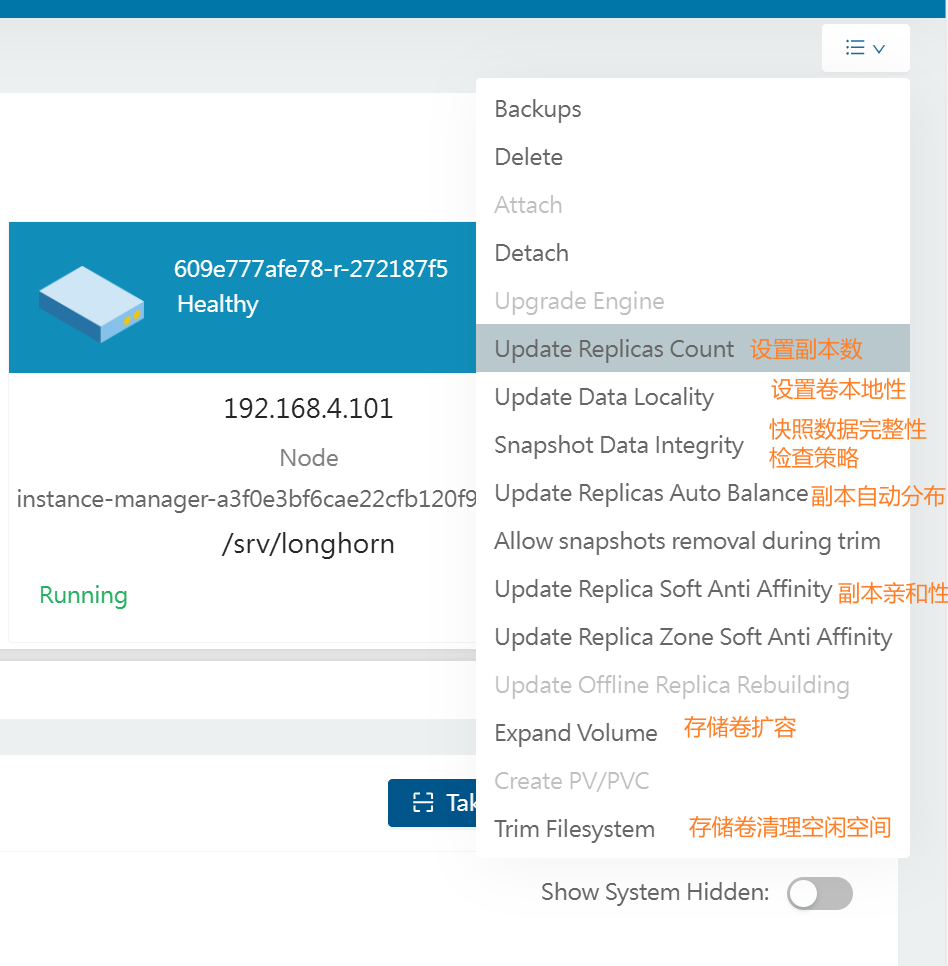 609e777afe78-r-272187f5
Healthy
192.168.4.101
Node
instance-manager-a3f0e3bf6cae22cfb120f9
/srv/longhorn
Running
Backups
Delete
Attach
Detach
Upgrade Engine
Update Replicas Count 设置副本数
Update Data Locality 设置卷本地性
Snapshot Data Integrity 快照数据完整性
检查策略
Update Replicas Auto Balance 副本自动分布
Allow snapshots removal during trim
Update Replica Soft Anti Affinity 副本亲和性
Update Replica Zone Soft Anti Affinity
Update Offline Replica Rebuilding
Expand Volume 存储卷扩容
Create PV/PVC
Trim Filesystem 存储卷清理空闲空间
Tak
Show System Hidden: